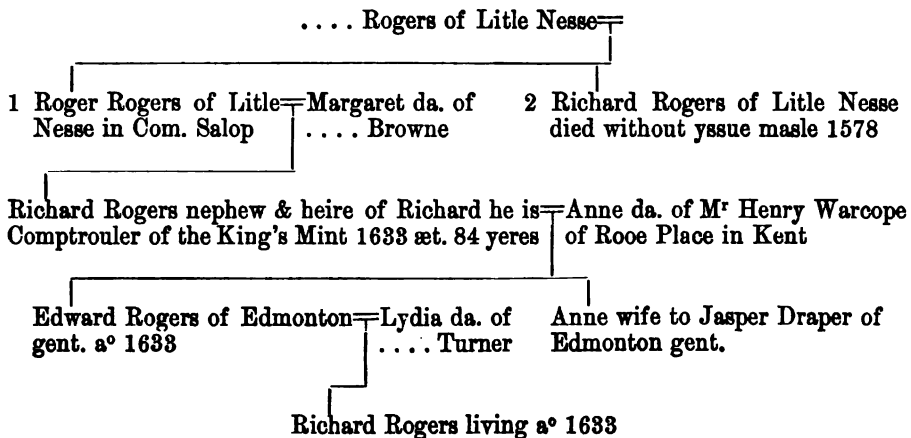 .... Rogers of Litle Nesse
1 Roger Rogers of Litle Nesse in Com. Salop
Margaret da. of .... Browne
2 Richard Rogers of Litle Nesse died without yssue masle 1578
Richard Rogers nephew & heire of Richard he is Comptrouler of the King's Mint 1633 æt. 84 yeres
Anne da. of Mr Henry Warcope of Rooe Place in Kent
Edward Rogers of Edmonton gent. aº 1633
Lydia da. of .... Turner
Anne wife to Jasper Draper of Edmonton gent.
Richard Rogers living aº 1633